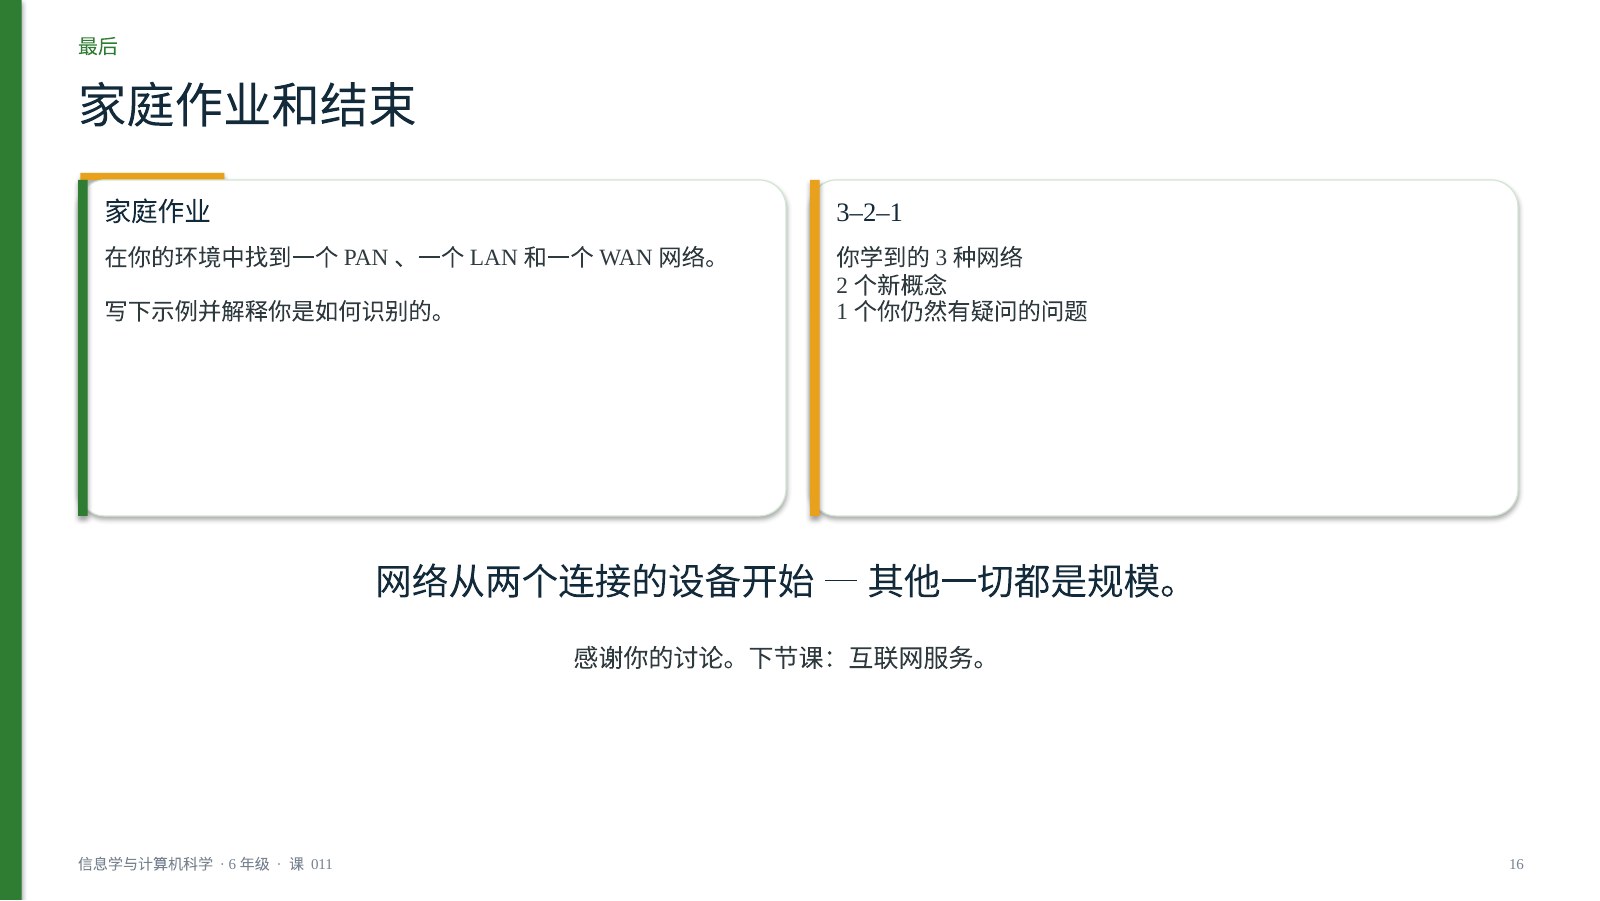 最后
家庭作业和结束
家庭作业
在你的环境中找到一个 PAN 、一个 LAN 和一个 WAN 网络。
写下示例并解释你是如何识别的。
3–2–1
你学到的 3 种网络
2 个新概念
1 个你仍然有疑问的问题
网络从两个连接的设备开始 — 其他一切都是规模。
感谢你的讨论。下节课：互联网服务。
信息学与计算机科学 · 6 年级 · 课 011
16